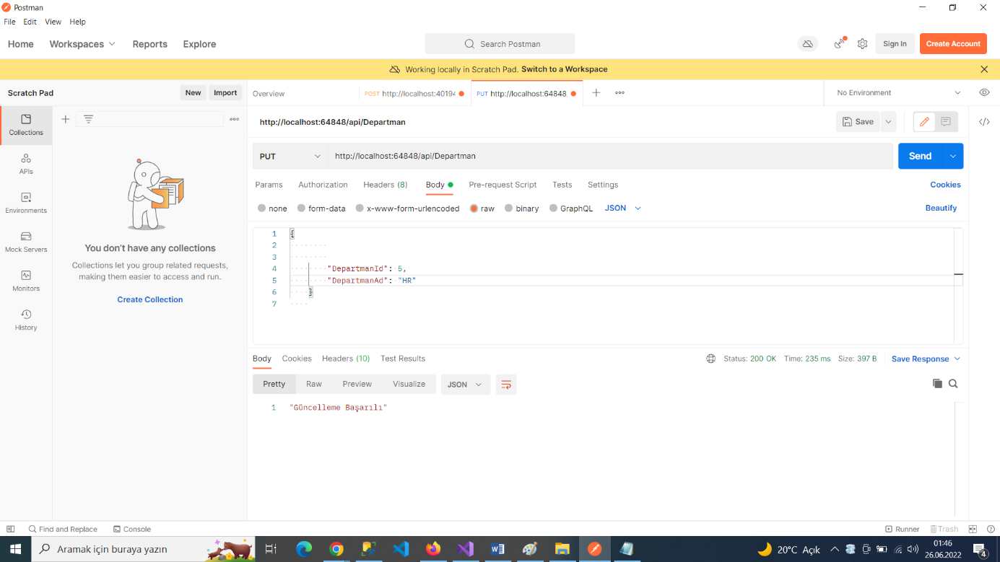 Postman
File Edit View Help
Home Workspaces Reports Explore Search Postman Sign In Create Account
Working locally in Scratch Pad. Switch to a Workspace
Scratch Pad New Import Overview POST http://localhost:40194 PUT http://localhost:64848 No Environment
Collections
http://localhost:64848/api/Departman Save
PUT http://localhost:64848/api/Departman Send
APIs
Params Authorization Headers (8) Body Pre-request Script Tests Settings Cookies
Environments
none form-data x-www-form-urlencoded raw binary GraphQL JSON Beautify
Mock Servers
Monitors
History
You don't have any collections
Collections let you group related requests,
making them easier to access and run.
Create Collection
1 {
2
3
4 "DepartmanId": 5,
5 "DepartmanAd": "HR"
6 }
7
Body Cookies Headers (10) Test Results Status: 200 OK Time: 235 ms Size: 397 B Save Response
Pretty Raw Preview Visualize JSON
1 "Güncelleme Başarılı"
Find and Replace Console Runner Trash
Aramak için buraya yazın 20°C Açık 01:46
26.06.2022 4